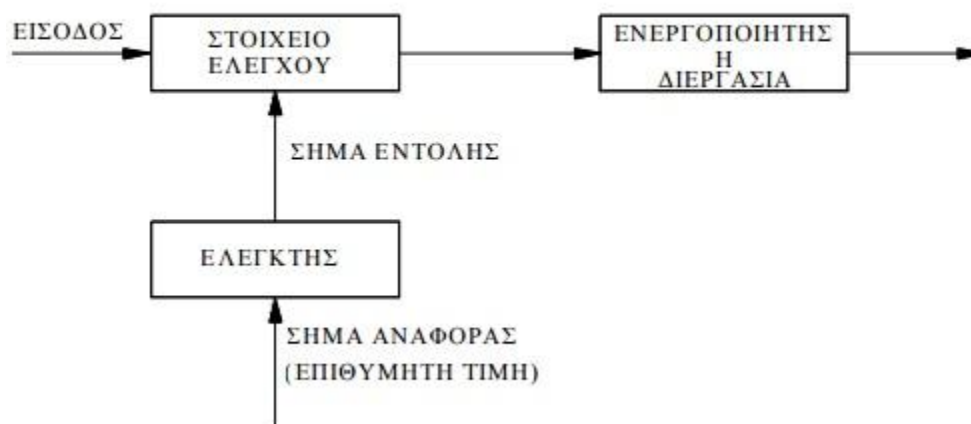 ΕΙΣΟΔΟΣ
ΣΤΟΙΧΕΙΟ
ΕΛΕΓΧΟΥ
ΕΝΕΡΓΟΠΟΙΗΤΗΣ
Η
ΔΙΕΡΓΑΣΙΑ
ΣΗΜΑ ΕΝΤΟΛΗΣ
ΕΛΕΓΚΤΗΣ
ΣΗΜΑ ΑΝΑΦΟΡΑΣ
(ΕΠΙΘΥΜΗΤΗ ΤΙΜΗ)